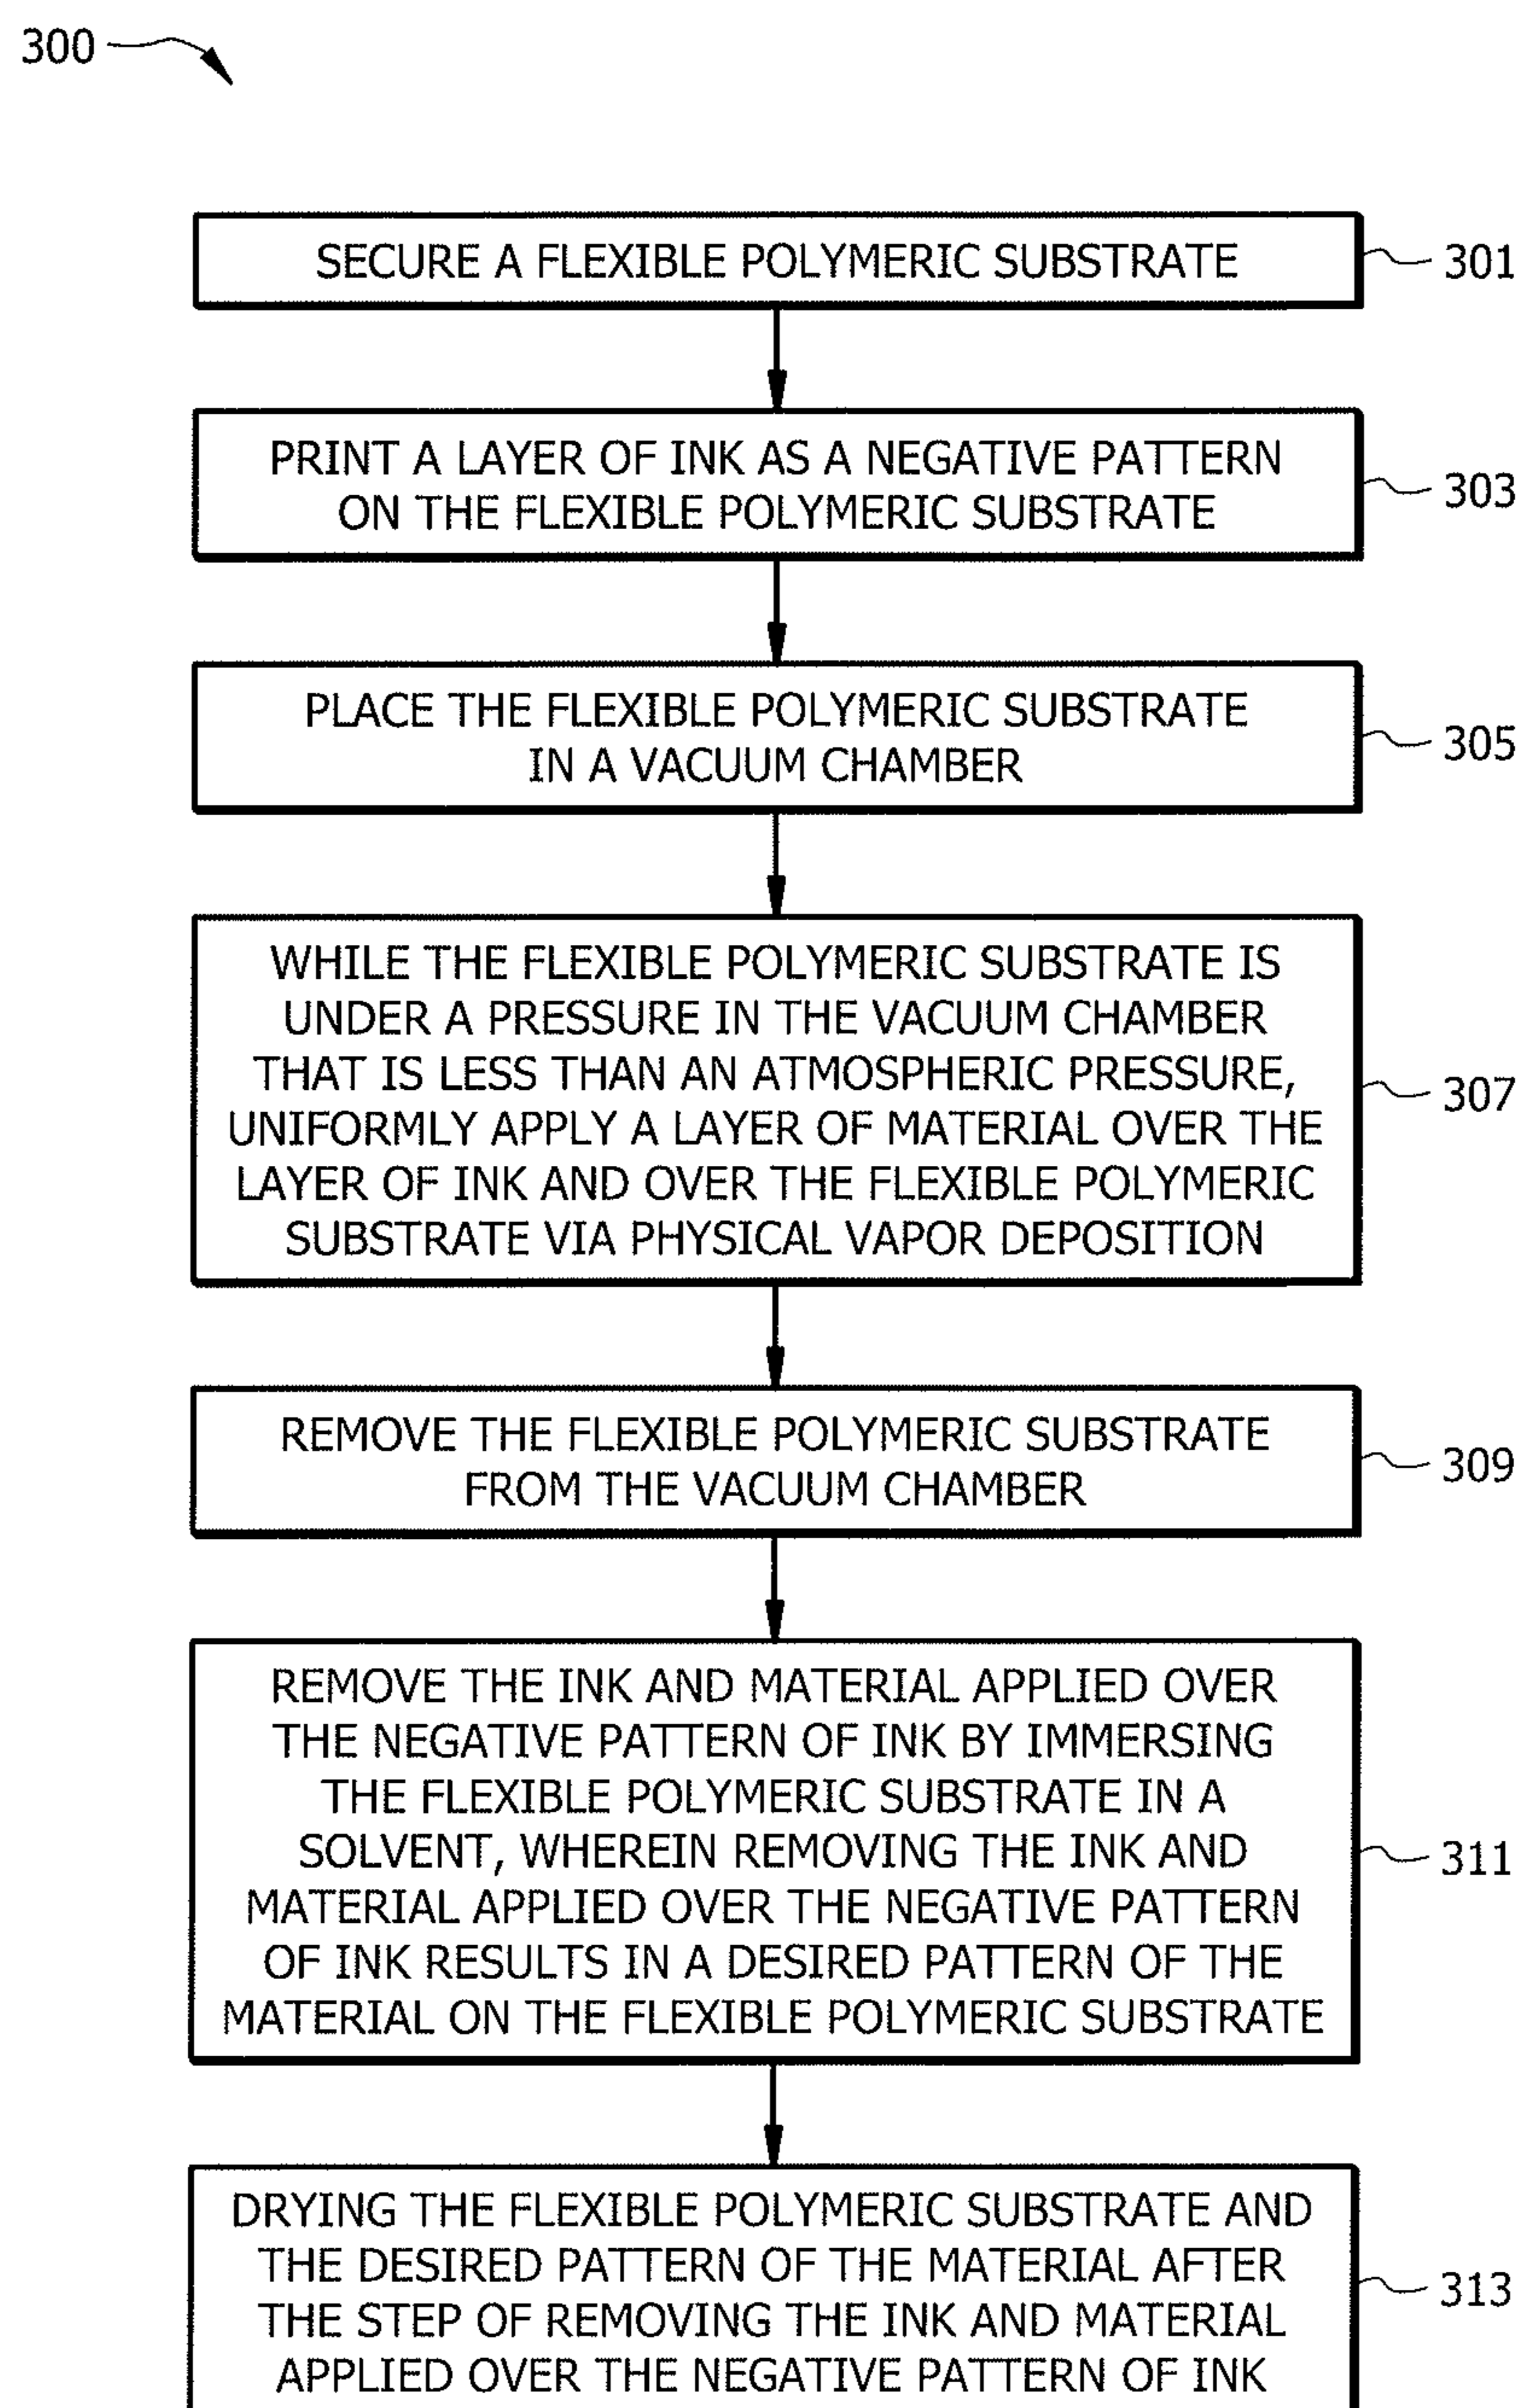 300
SECURE A FLEXIBLE POLYMERIC SUBSTRATE
301
PRINT A LAYER OF INK AS A NEGATIVE PATTERN
ON THE FLEXIBLE POLYMERIC SUBSTRATE
303
PLACE THE FLEXIBLE POLYMERIC SUBSTRATE
IN A VACUUM CHAMBER
305
WHILE THE FLEXIBLE POLYMERIC SUBSTRATE IS
UNDER A PRESSURE IN THE VACUUM CHAMBER
THAT IS LESS THAN AN ATMOSPHERIC PRESSURE,
UNIFORMLY APPLY A LAYER OF MATERIAL OVER THE
LAYER OF INK AND OVER THE FLEXIBLE POLYMERIC
SUBSTRATE VIA PHYSICAL VAPOR DEPOSITION
307
REMOVE THE FLEXIBLE POLYMERIC SUBSTRATE
FROM THE VACUUM CHAMBER
309
REMOVE THE INK AND MATERIAL APPLIED OVER
THE NEGATIVE PATTERN OF INK BY IMMERSING
THE FLEXIBLE POLYMERIC SUBSTRATE IN A
SOLVENT, WHEREIN REMOVING THE INK AND
MATERIAL APPLIED OVER THE NEGATIVE PATTERN
OF INK RESULTS IN A DESIRED PATTERN OF THE
MATERIAL ON THE FLEXIBLE POLYMERIC SUBSTRATE
311
DRYING THE FLEXIBLE POLYMERIC SUBSTRATE AND
THE DESIRED PATTERN OF THE MATERIAL AFTER
THE STEP OF REMOVING THE INK AND MATERIAL
APPLIED OVER THE NEGATIVE PATTERN OF INK
313